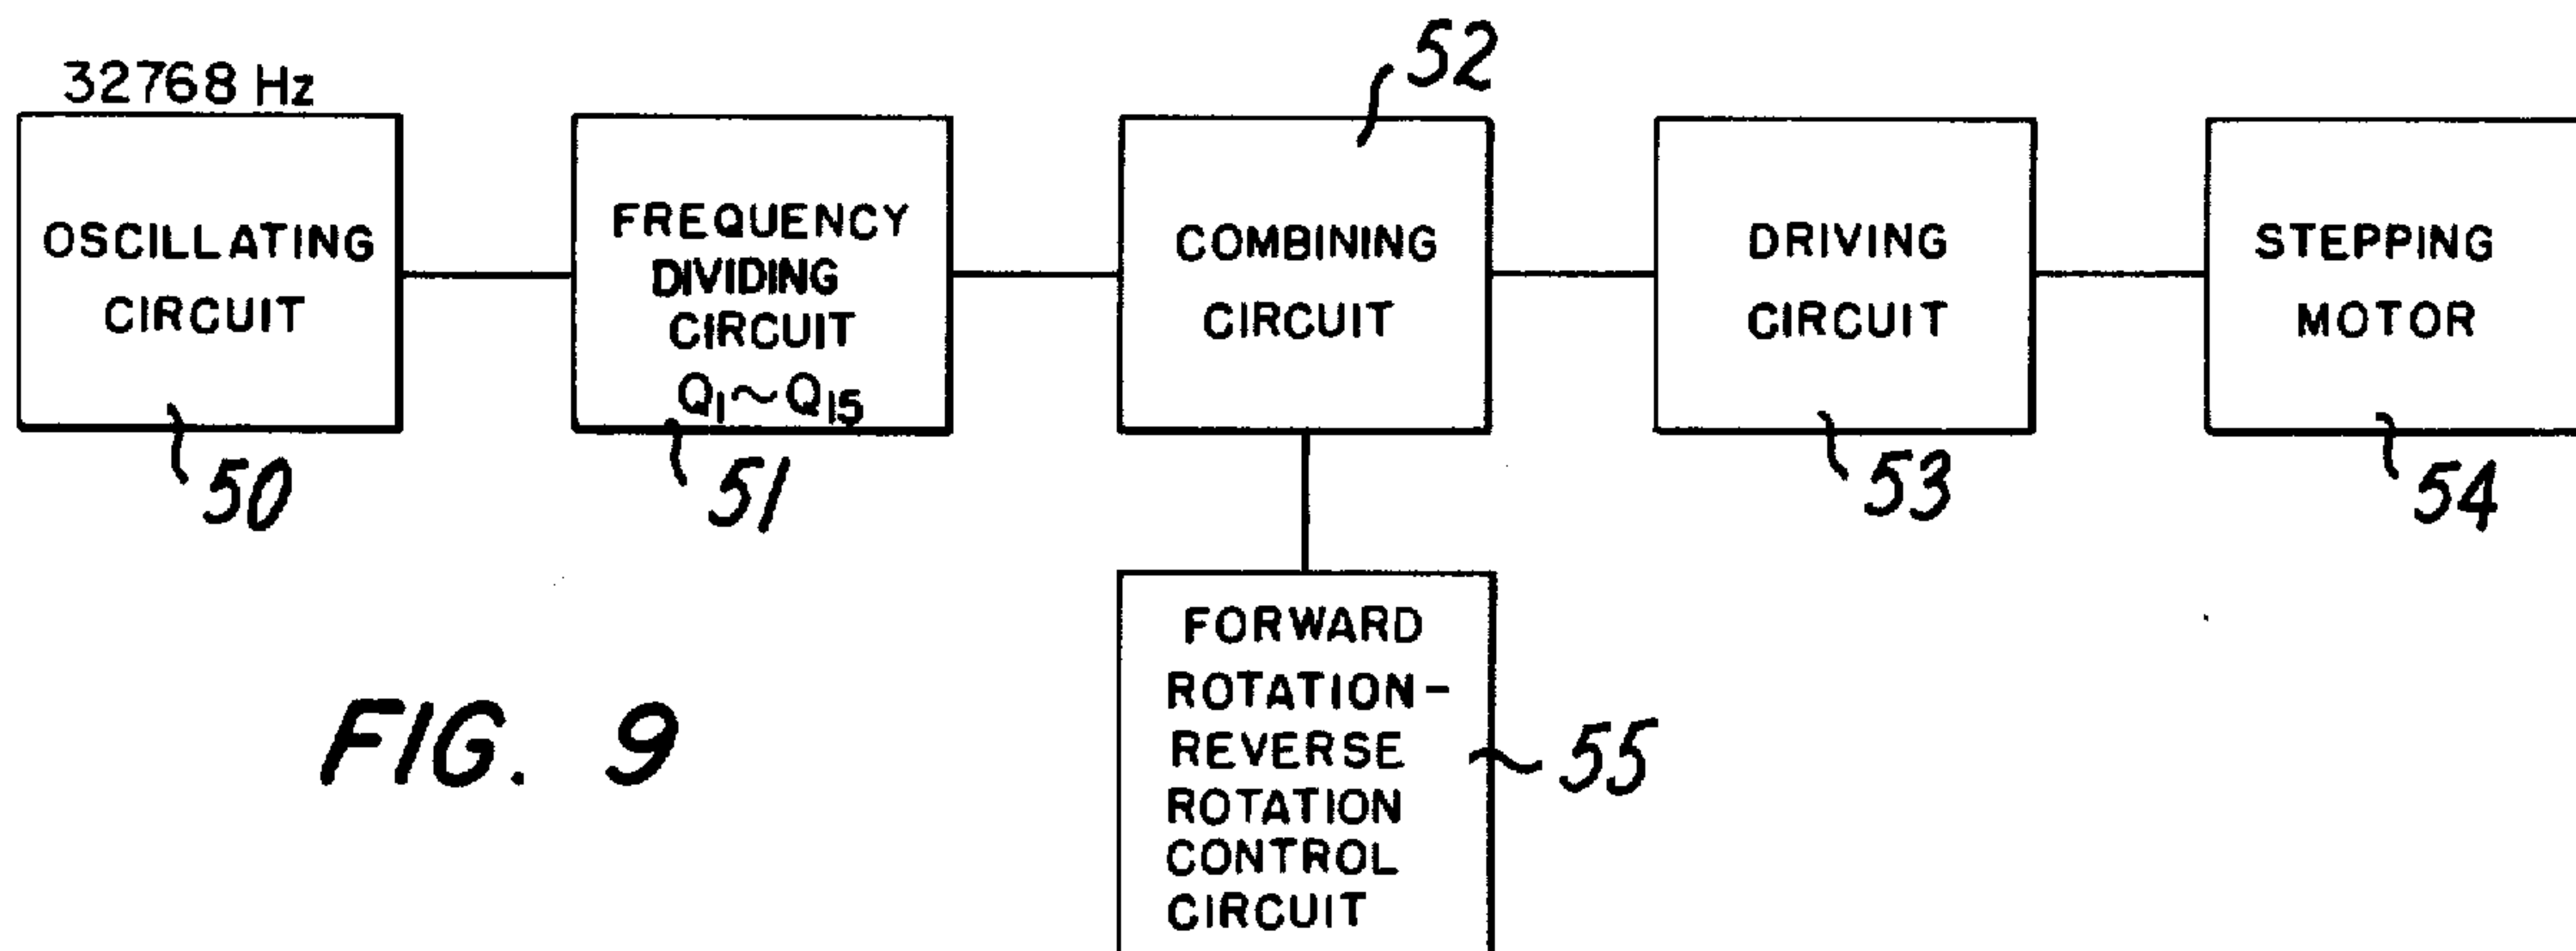 32768 Hz
OSCILLATING
CIRCUIT
50
FREQUENCY
DIVIDING
CIRCUIT
Q1~Q15
51
52
COMBINING
CIRCUIT
DRIVING
CIRCUIT
53
STEPPING
MOTOR
54
FORWARD
ROTATION-
REVERSE
ROTATION
CONTROL
CIRCUIT
55
FIG. 9